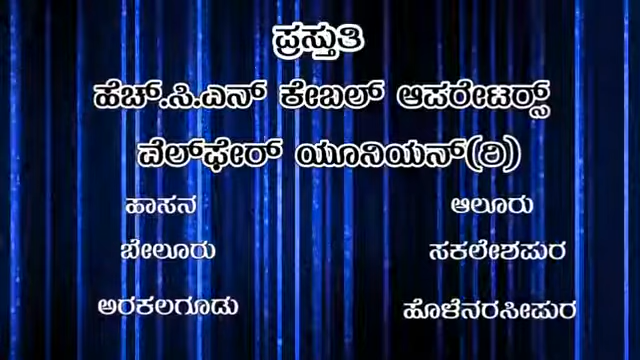 ಪ್ರಸ್ತುತಿ
ಹೆಚ್.ಸಿ.ಎನ್ ಕೇಬಲ್ ಆಪರೇಟರ್‍ಸ್
ವೆಲ್‌ಫೇರ್ ಯೂನಿಯನ್(ರಿ)
ಹಾಸನ ಆಲೂರು
ಬೇಲೂರು ಸಕಲೇಶಪುರ
ಅರಕಲಗೂಡು ಹೊಳೆನರಸೀಪುರ